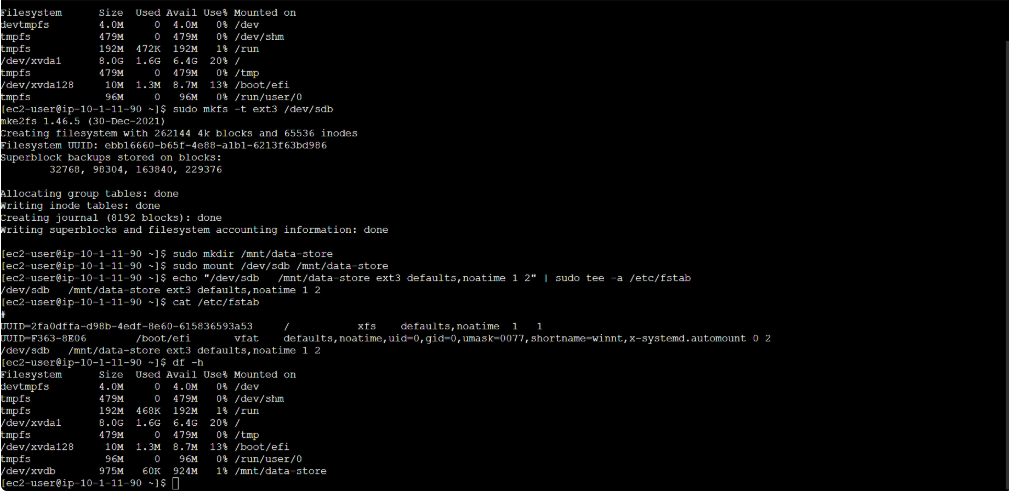 Filesystem      Size  Used Avail Use% Mounted on
devtmpfs        4.0M     0  4.0M   0% /dev
tmpfs           479M     0  479M   0% /dev/shm
tmpfs           192M  472K  192M   1% /run
/dev/xvda1      8.0G  1.6G  6.4G  20% /
tmpfs           479M     0  479M   0% /tmp
/dev/xvda128     10M  1.3M  8.7M  13% /boot/efi
tmpfs            96M     0   96M   0% /run/user/0
[ec2-user@ip-10-1-11-90 ~]$ sudo mkfs -t ext3 /dev/sdb
mke2fs 1.46.5 (30-Dec-2021)
Creating filesystem with 262144 4k blocks and 65536 inodes
Filesystem UUID: ebb16660-b65f-4e88-a1b1-6213f63bd986
Superblock backups stored on blocks:
        32768, 98304, 163840, 229376
Allocating group tables: done
Writing inode tables: done
Creating journal (8192 blocks): done
Writing superblocks and filesystem accounting information: done
[ec2-user@ip-10-1-11-90 ~]$ sudo mkdir /mnt/data-store
[ec2-user@ip-10-1-11-90 ~]$ sudo mount /dev/sdb /mnt/data-store
[ec2-user@ip-10-1-11-90 ~]$ echo "/dev/sdb   /mnt/data-store ext3 defaults,noatime 1 2" | sudo tee -a /etc/fstab
/dev/sdb   /mnt/data-store ext3 defaults,noatime 1 2
[ec2-user@ip-10-1-11-90 ~]$ cat /etc/fstab
#
UUID=2fa0dffa-d98b-4edf-8e60-615836593a53     /           xfs    defaults,noatime  1   1
UUID=F363-8E06        /boot/efi       vfat    defaults,noatime,uid=0,gid=0,umask=0077,shortname=winnt,x-systemd.automount 0 2
/dev/sdb   /mnt/data-store ext3 defaults,noatime 1 2
[ec2-user@ip-10-1-11-90 ~]$ df -h
Filesystem      Size  Used Avail Use% Mounted on
devtmpfs        4.0M     0  4.0M   0% /dev
tmpfs           479M     0  479M   0% /dev/shm
tmpfs           192M  468K  192M   1% /run
/dev/xvda1      8.0G  1.6G  6.4G  20% /
tmpfs           479M     0  479M   0% /tmp
/dev/xvda128     10M  1.3M  8.7M  13% /boot/efi
tmpfs            96M     0   96M   0% /run/user/0
/dev/xvdb       975M   60K  924M   1% /mnt/data-store
[ec2-user@ip-10-1-11-90 ~]$